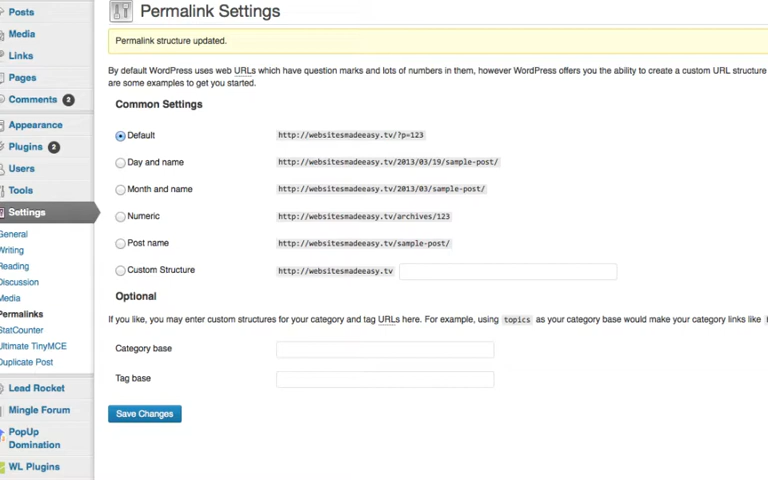 Posts
Media
Links
Pages
Comments 2
Appearance
Plugins 2
Users
Tools
Settings
General
Writing
Reading
Discussion
Media
Permalinks
StatCounter
Ultimate TinyMCE
Duplicate Post
Lead Rocket
Mingle Forum
PopUp
Domination
WL Plugins
Permalink Settings
Permalink structure updated.
By default WordPress uses web URLs which have question marks and lots of numbers in them, however WordPress offers you the ability to create a custom URL structure
are some examples to get you started.
Common Settings
Default http://websitesmadeeasy.tv/?p=123
Day and name http://websitesmadeeasy.tv/2013/03/19/sample-post/
Month and name http://websitesmadeeasy.tv/2013/03/sample-post/
Numeric http://websitesmadeeasy.tv/archives/123
Post name http://websitesmadeeasy.tv/sample-post/
Custom Structure http://websitesmadeeasy.tv
Optional
If you like, you may enter custom structures for your category and tag URLs here. For example, using topics as your category base would make your category links like
Category base
Tag base
Save Changes